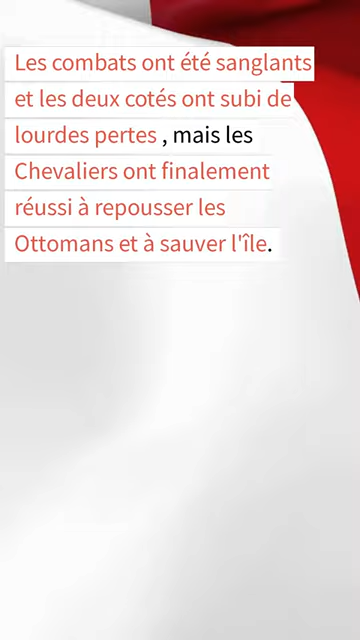 Les combats ont été sanglants
et les deux cotés ont subi de
lourdes pertes , mais les
Chevaliers ont finalement
réussi à repousser les
Ottomans et à sauver l'île.